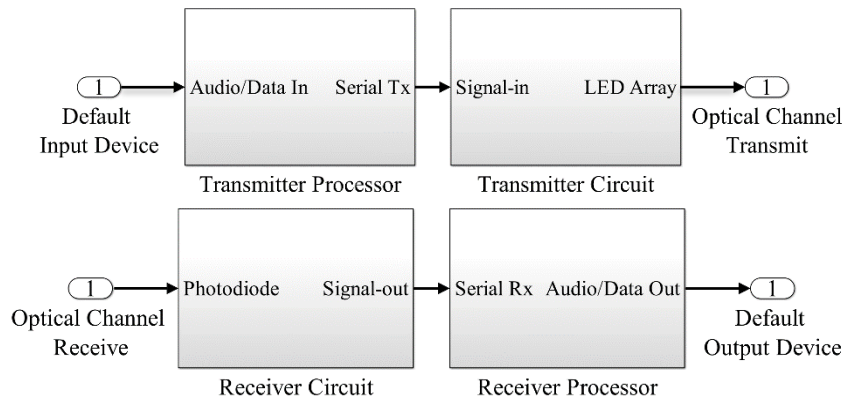 1
Default
Input Device
Audio/Data In
Serial Tx
Transmitter Processor
Signal-in
LED Array
Transmitter Circuit
1
Optical Channel
Transmit
1
Optical Channel
Receive
Photodiode
Signal-out
Receiver Circuit
Serial Rx
Audio/Data Out
Receiver Processor
1
Default
Output Device